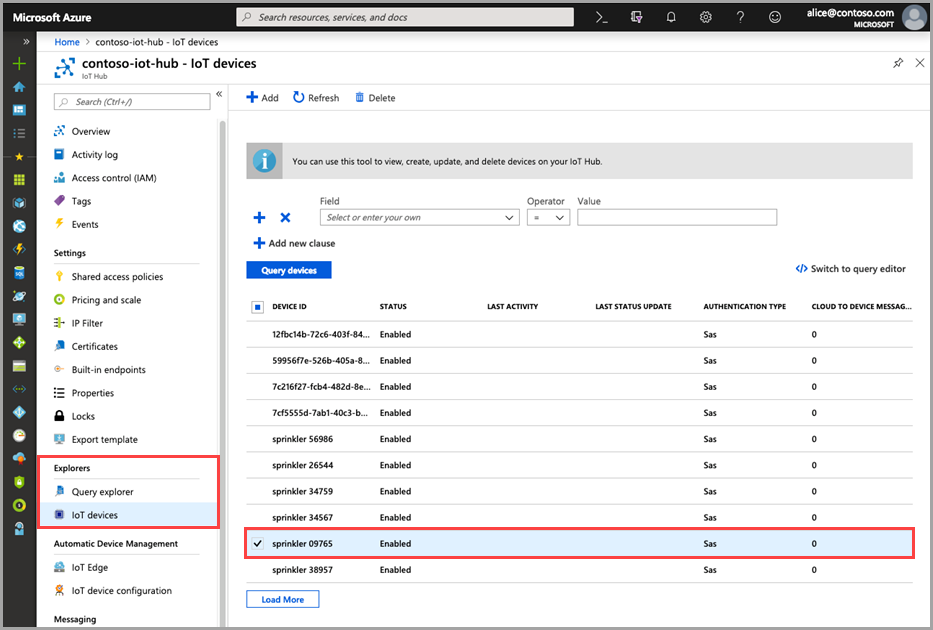 Microsoft Azure
Search resources, services, and docs
alice@contoso.com
MICROSOFT
Home > contoso-iot-hub - IoT devices
contoso-iot-hub - IoT devices
IoT Hub
Search (Ctrl+/)
Add Refresh Delete
Overview
Activity log
Access control (IAM)
Tags
Events
Settings
Shared access policies
Pricing and scale
IP Filter
Certificates
Built-in endpoints
Properties
Locks
Export template
Explorers
Query explorer
IoT devices
Automatic Device Management
IoT Edge
IoT device configuration
Messaging
You can use this tool to view, create, update, and delete devices on your IoT Hub.
Field Operator Value
Select or enter your own =
Add new clause
Query devices
</> Switch to query editor
DEVICE ID STATUS LAST ACTIVITY LAST STATUS UPDATE AUTHENTICATION TYPE CLOUD TO DEVICE MESSAG...
12fbc14b-72c6-403f-84... Enabled Sas 0
59956f7e-526b-405a-8... Enabled Sas 0
7c216f27-fcb4-482d-8e... Enabled Sas 0
7cf5555d-7ab1-40c3-b... Enabled Sas 0
sprinkler 56986 Enabled Sas 0
sprinkler 26544 Enabled Sas 0
sprinkler 34759 Enabled Sas 0
sprinkler 34567 Enabled Sas 0
sprinkler 09765 Enabled Sas 0
sprinkler 38957 Enabled Sas 0
Load More